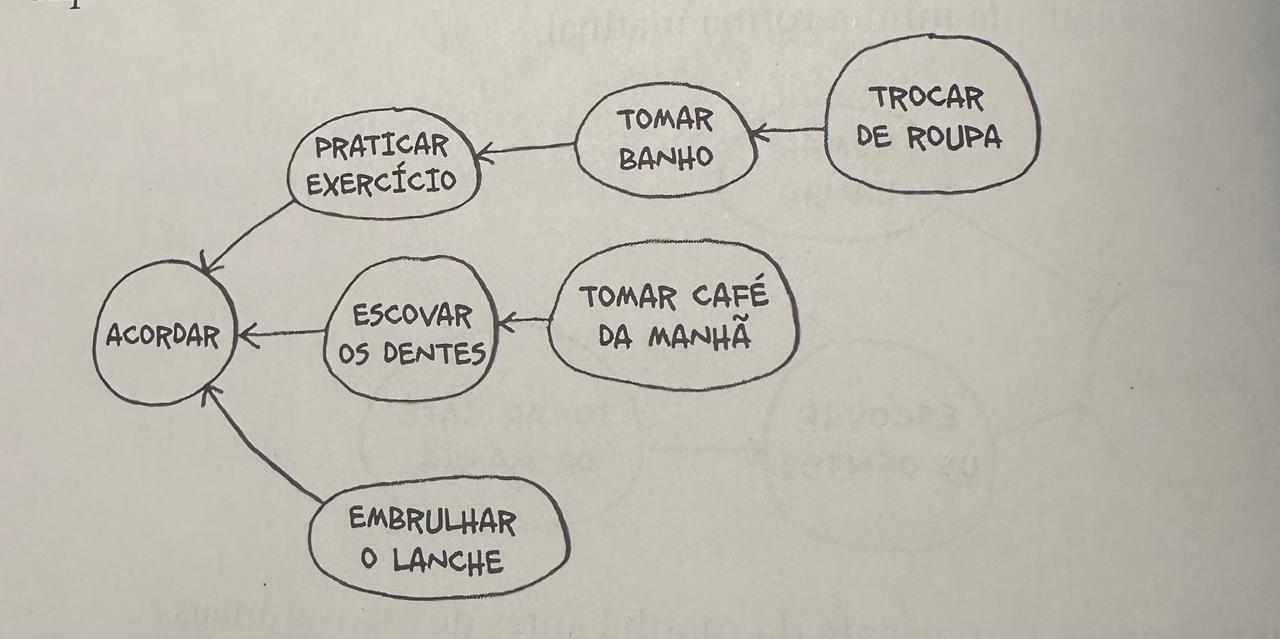 TROCAR
DE ROUPA
TOMAR
BANHO
PRATICAR
EXERCÍCIO
ACORDAR
ESCOVAR
OS DENTES
TOMAR CAFÉ
DA MANHÃ
EMBRULHAR
O LANCHE